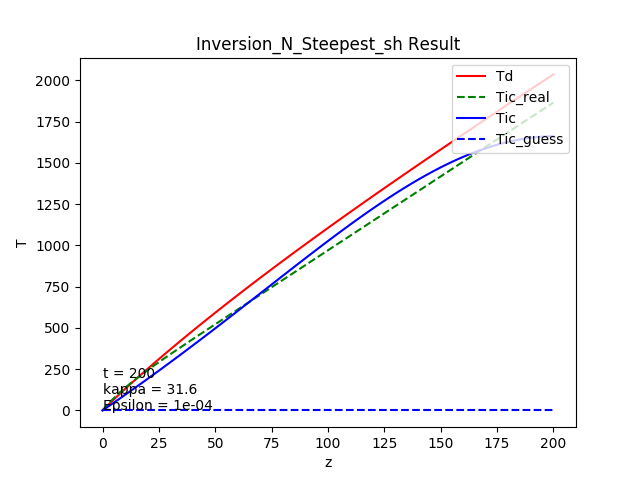 Inversion_N_Steepest_sh Result
Td
Tic_real
Tic
Tic_guess
T
2000
1750
1500
1250
1000
750
500
250
0
t = 200
kappa = 31.6
Epsilon = 1e-04
0 25 50 75 100 125 150 175 200
z